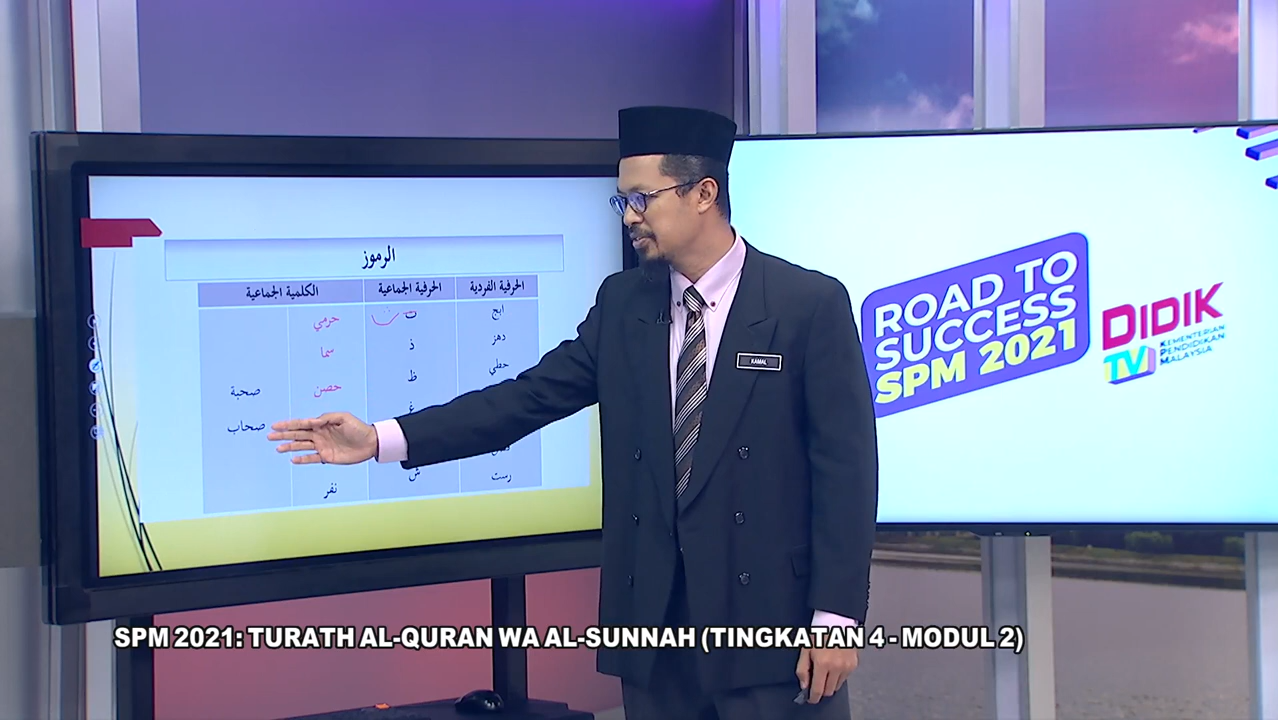 الرموز
الحرفية الفردية الحرفية الجماعية الكلمية الجماعية
ابج ث حرمي
دهز ذ سما
حطي ظ حصن صحبة
غ صحاب
رست ش نفر
ROAD TO
SUCCESS
SPM 2021
DIDIK
TV
KEMENTERIAN
PENDIDIKAN
MALAYSIA
KAMAL
SPM 2021: TURATH AL-QURAN WA AL-SUNNAH (TINGKATAN 4 - MODUL 2)